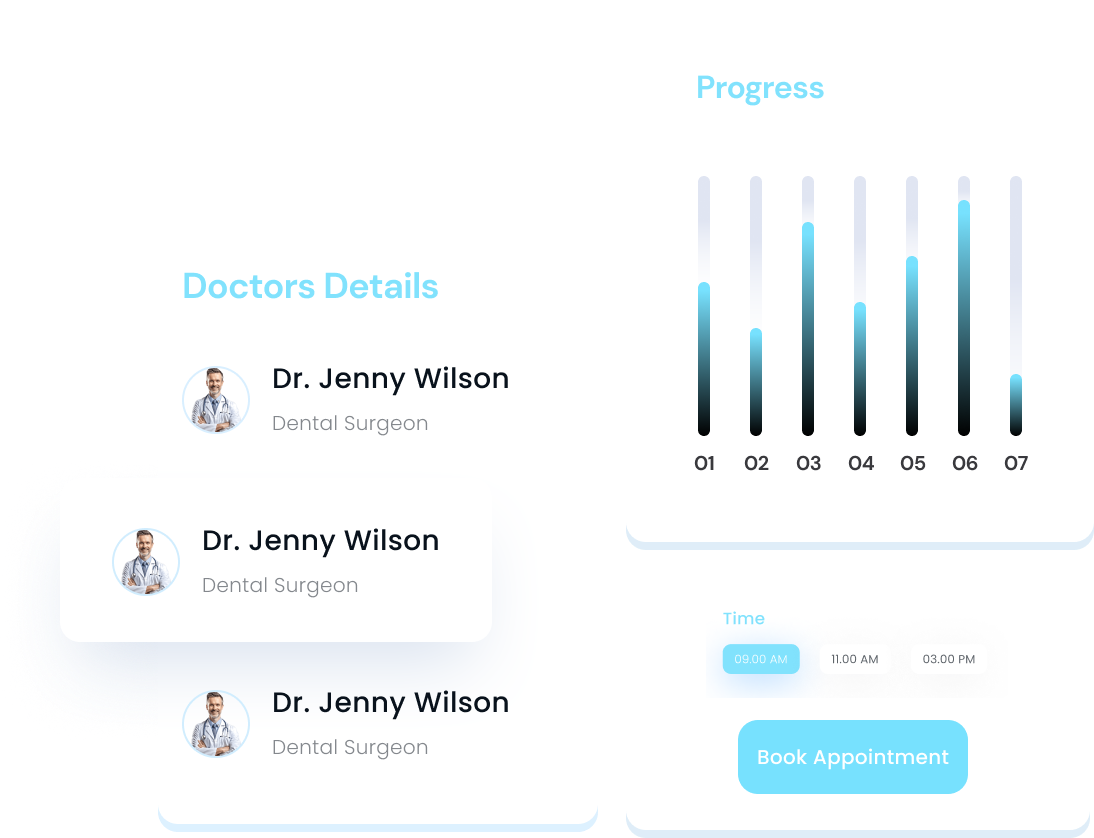 Doctors Details
Dr. Jenny Wilson
Dental Surgeon
Dr. Jenny Wilson
Dental Surgeon
Dr. Jenny Wilson
Dental Surgeon
Progress
01 02 03 04 05 06 07
Time
09.00 AM 11.00 AM 03.00 PM
Book Appointment